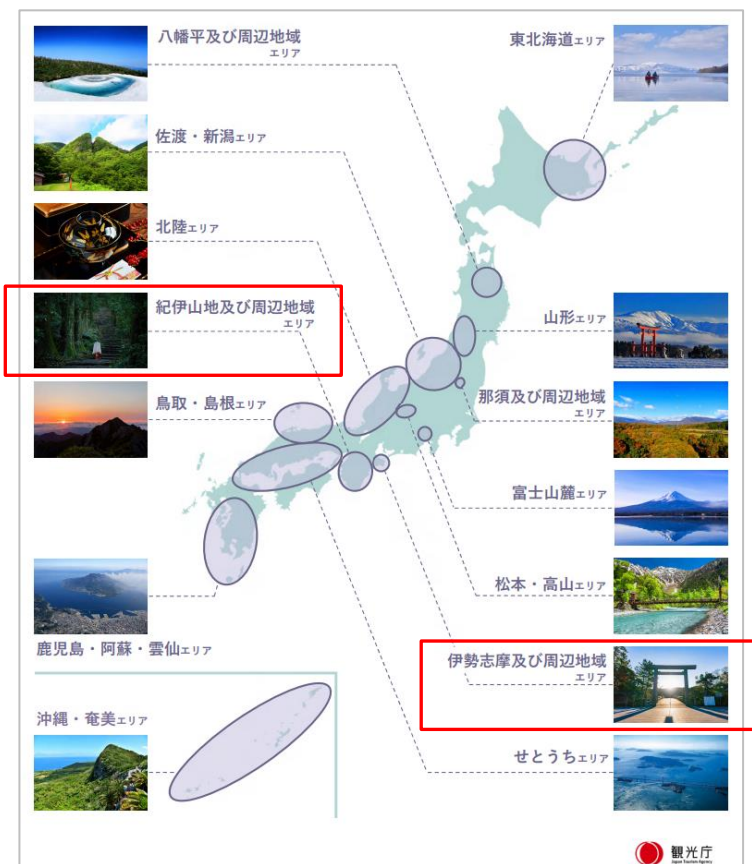 八幡平及び周辺地域
エリア
東北海道エリア
佐渡・新潟エリア
北陸エリア
紀伊山地及び周辺地域
エリア
山形エリア
鳥取・島根エリア
那須及び周辺地域
エリア
富士山麓エリア
松本・高山エリア
鹿児島・阿蘇・雲仙エリア
伊勢志摩及び周辺地域
エリア
沖縄・奄美エリア
せとうちエリア
観光庁
Japan Tourism Agency